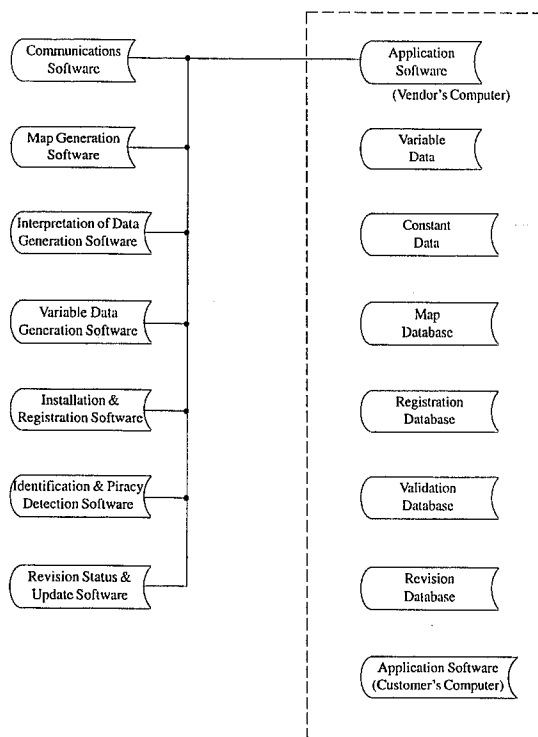 Communications
Software
Map Generation
Software
Interpretation of Data
Generation Software
Variable Data
Generation Software
Installation &
Registration Software
Identification & Piracy
Detection Software
Revision Status &
Update Software
Application
Software
(Vendor's Computer)
Variable
Data
Constant
Data
Map
Database
Registration
Database
Validation
Database
Revision
Database
Application Software
(Customer's Computer)